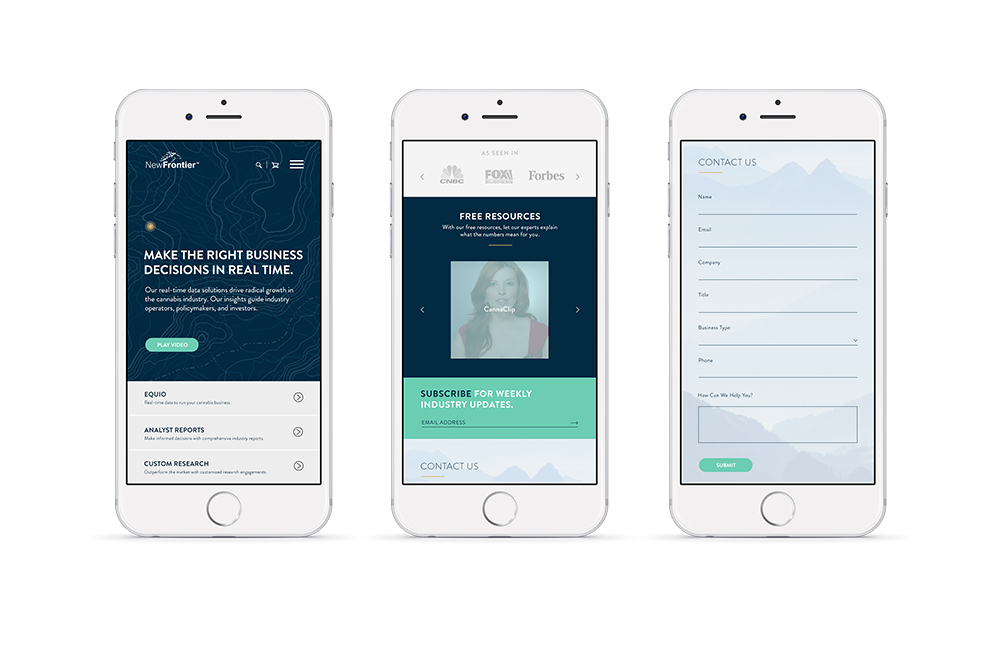 NewFrontier™
MAKE THE RIGHT BUSINESS
DECISIONS IN REAL TIME.
Our real-time data solutions drive radical growth in
the cannabis industry. Our insights guide industry
operators, policymakers, and investors.
PLAY VIDEO
EQUIO
Real-time data to run your cannabis business.
ANALYST REPORTS
Make informed decisions with comprehensive industry reports.
CUSTOM RESEARCH
Outperform the market with customized research engagements.
AS SEEN IN
CNBC
FOX
BUSINESS
Forbes
FREE RESOURCES
With our free resources, let our experts explain
what the numbers mean for you.
CannaClip
SUBSCRIBE FOR WEEKLY
INDUSTRY UPDATES.
EMAIL ADDRESS
CONTACT US
CONTACT US
Name
Email
Company
Title
Business Type
Phone
How Can We Help You?
SUBMIT